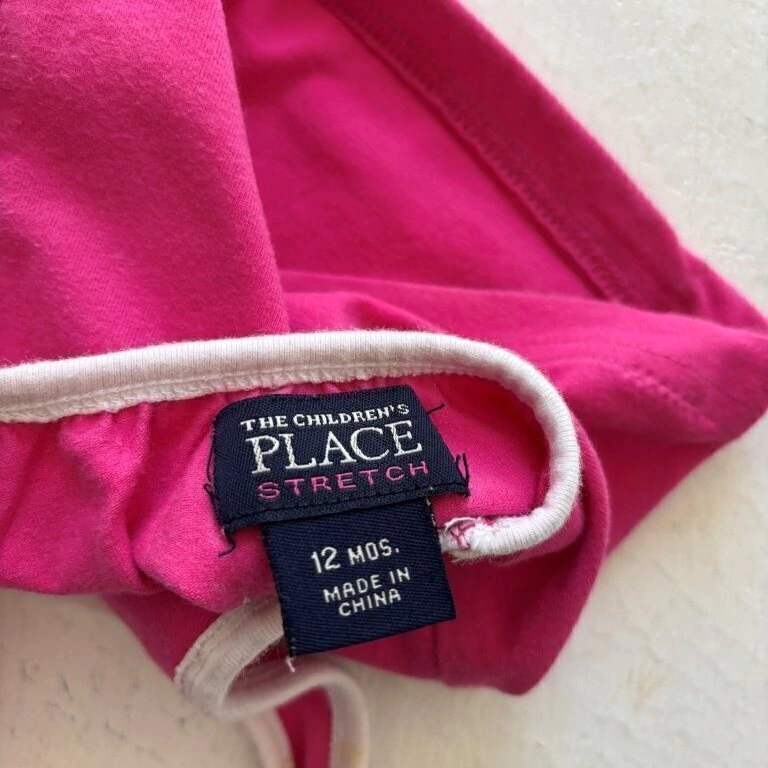 THE CHILDREN'S
PLACE
STRETCH
12 MOS.
MADE IN
CHINA